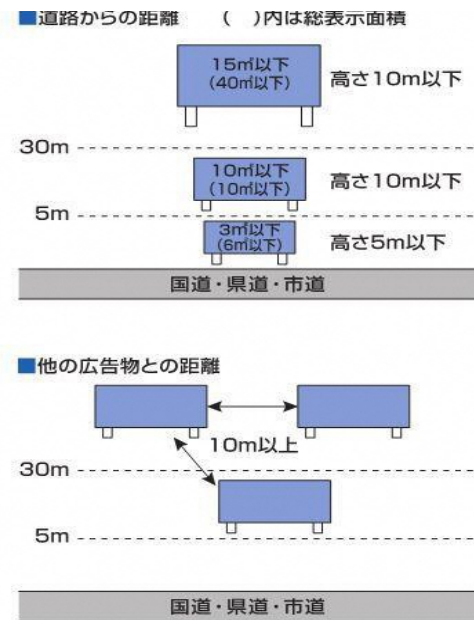 ■道路からの距離　(　)内は総表示面積
15㎡以下
(40㎡以下)
高さ10m以下
30m
10㎡以下
(10㎡以下)
高さ10m以下
5m
3㎡以下
(6㎡以下)
高さ5m以下
国道・県道・市道
■他の広告物との距離
10m以上
30m
5m
国道・県道・市道